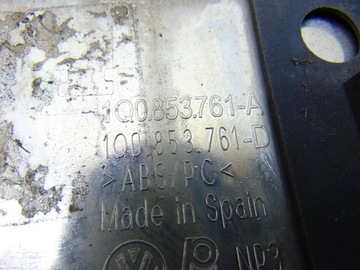 1Q0.853.761-A
1Q0.853.761-D
>ABS/PC<
Made in Spain